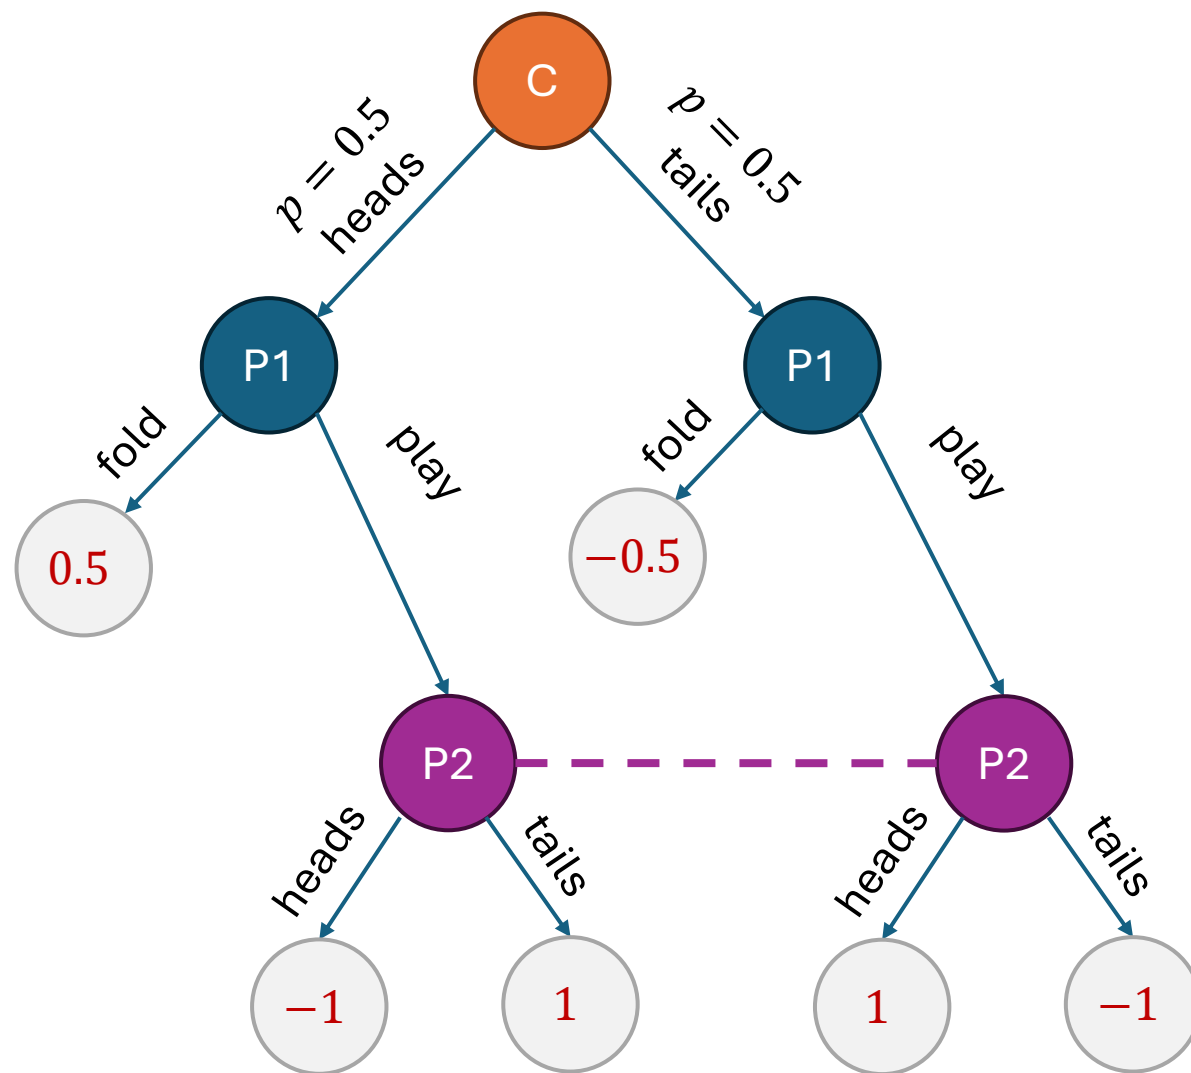 C
p = 0.5
heads
p = 0.5
tails
P1
P1
fold
play
fold
play
0.5
−0.5
P2
P2
heads
tails
heads
tails
−1
1
1
−1